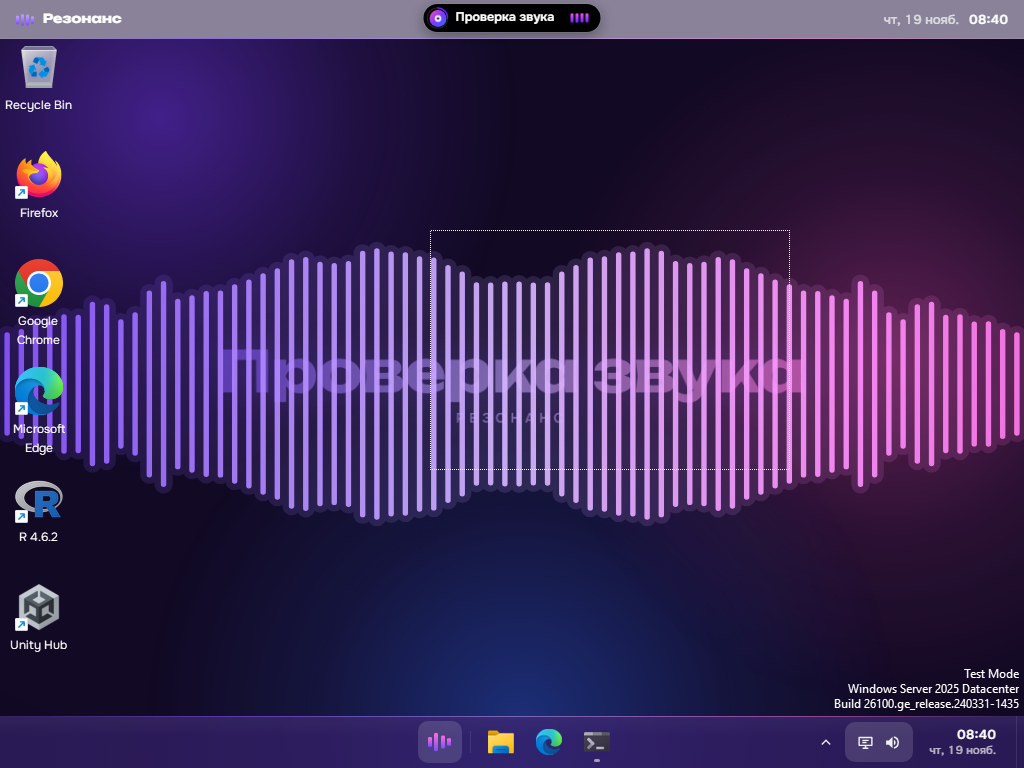 Резонанс
Проверка звука
чт, 19 нояб. 08:40
Recycle Bin
Firefox
Google
Chrome
Microsoft
Edge
R 4.6.2
Unity Hub
Проверка звука
РЕЗОНАНС
Test Mode
Windows Server 2025 Datacenter
Build 26100.ge_release.240331-1435
08:40
чт, 19 нояб.